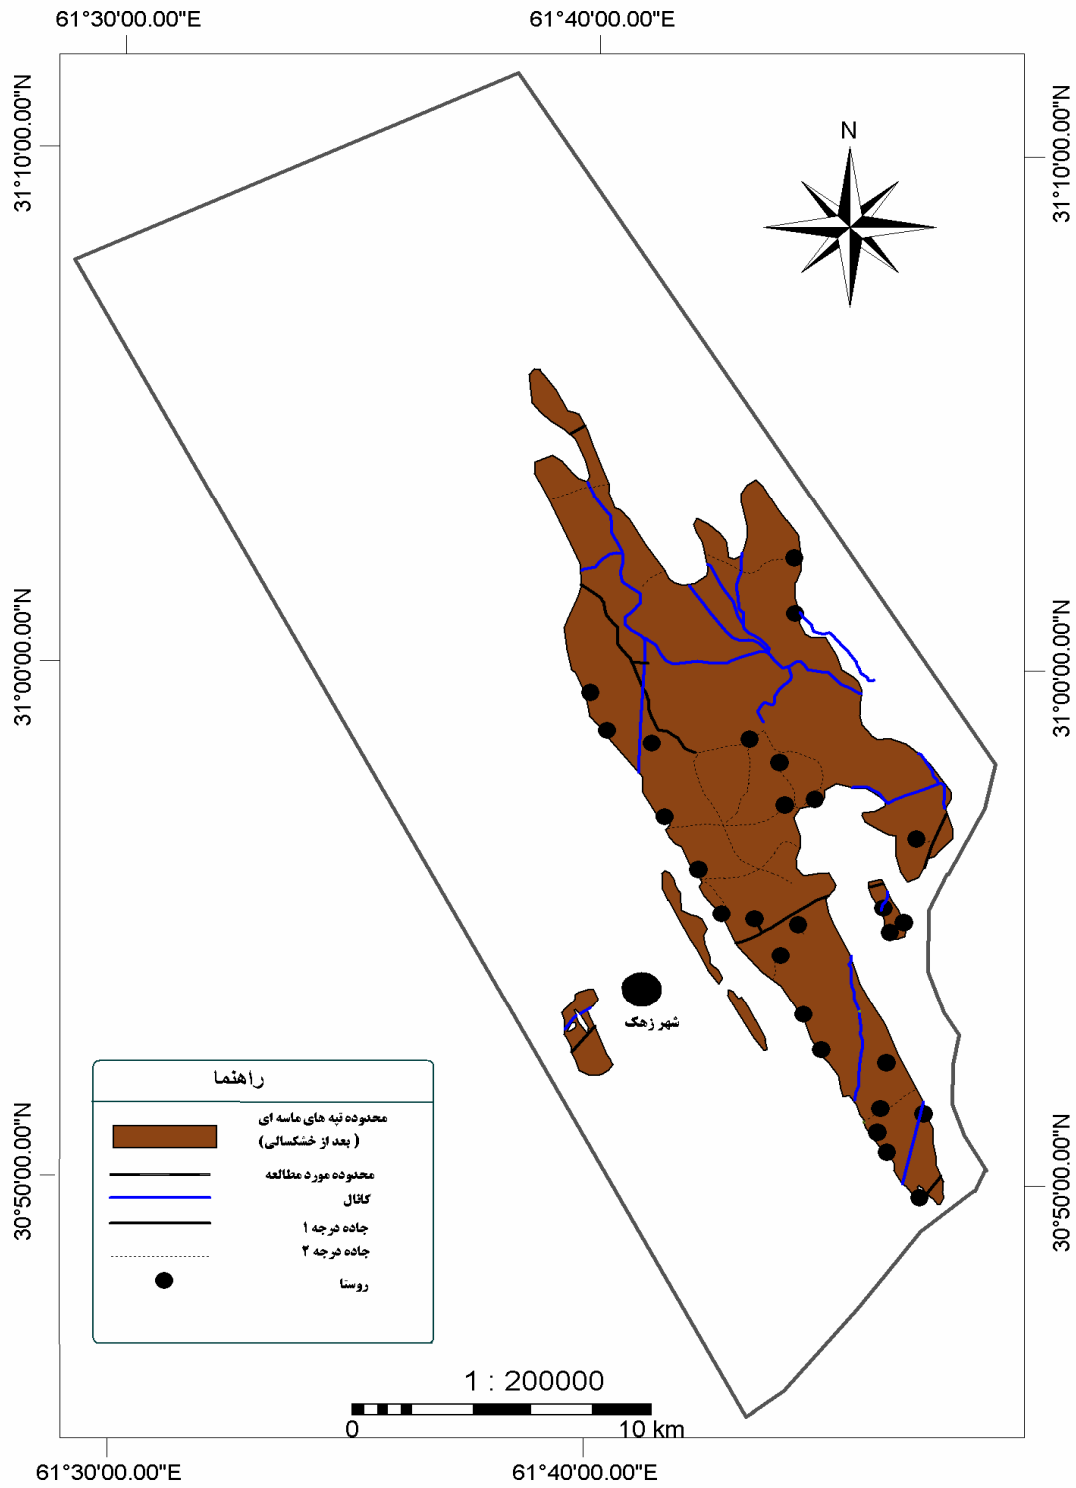 61°30'00.00"E
61°40'00.00"E
31°10'00.00"N
31°10'00.00"N
N
31°00'00.00"N
31°00'00.00"N
شهر زهک
راهنما
محدوده تپه های ماسه ای
( بعد از خشکسالی)
محدوده مورد مطالعه
کانال
جاده درجه ۱
جاده درجه ۲
روستا
30°50'00.00"N
30°50'00.00"N
1 : 200000
0
10 km
61°30'00.00"E
61°40'00.00"E